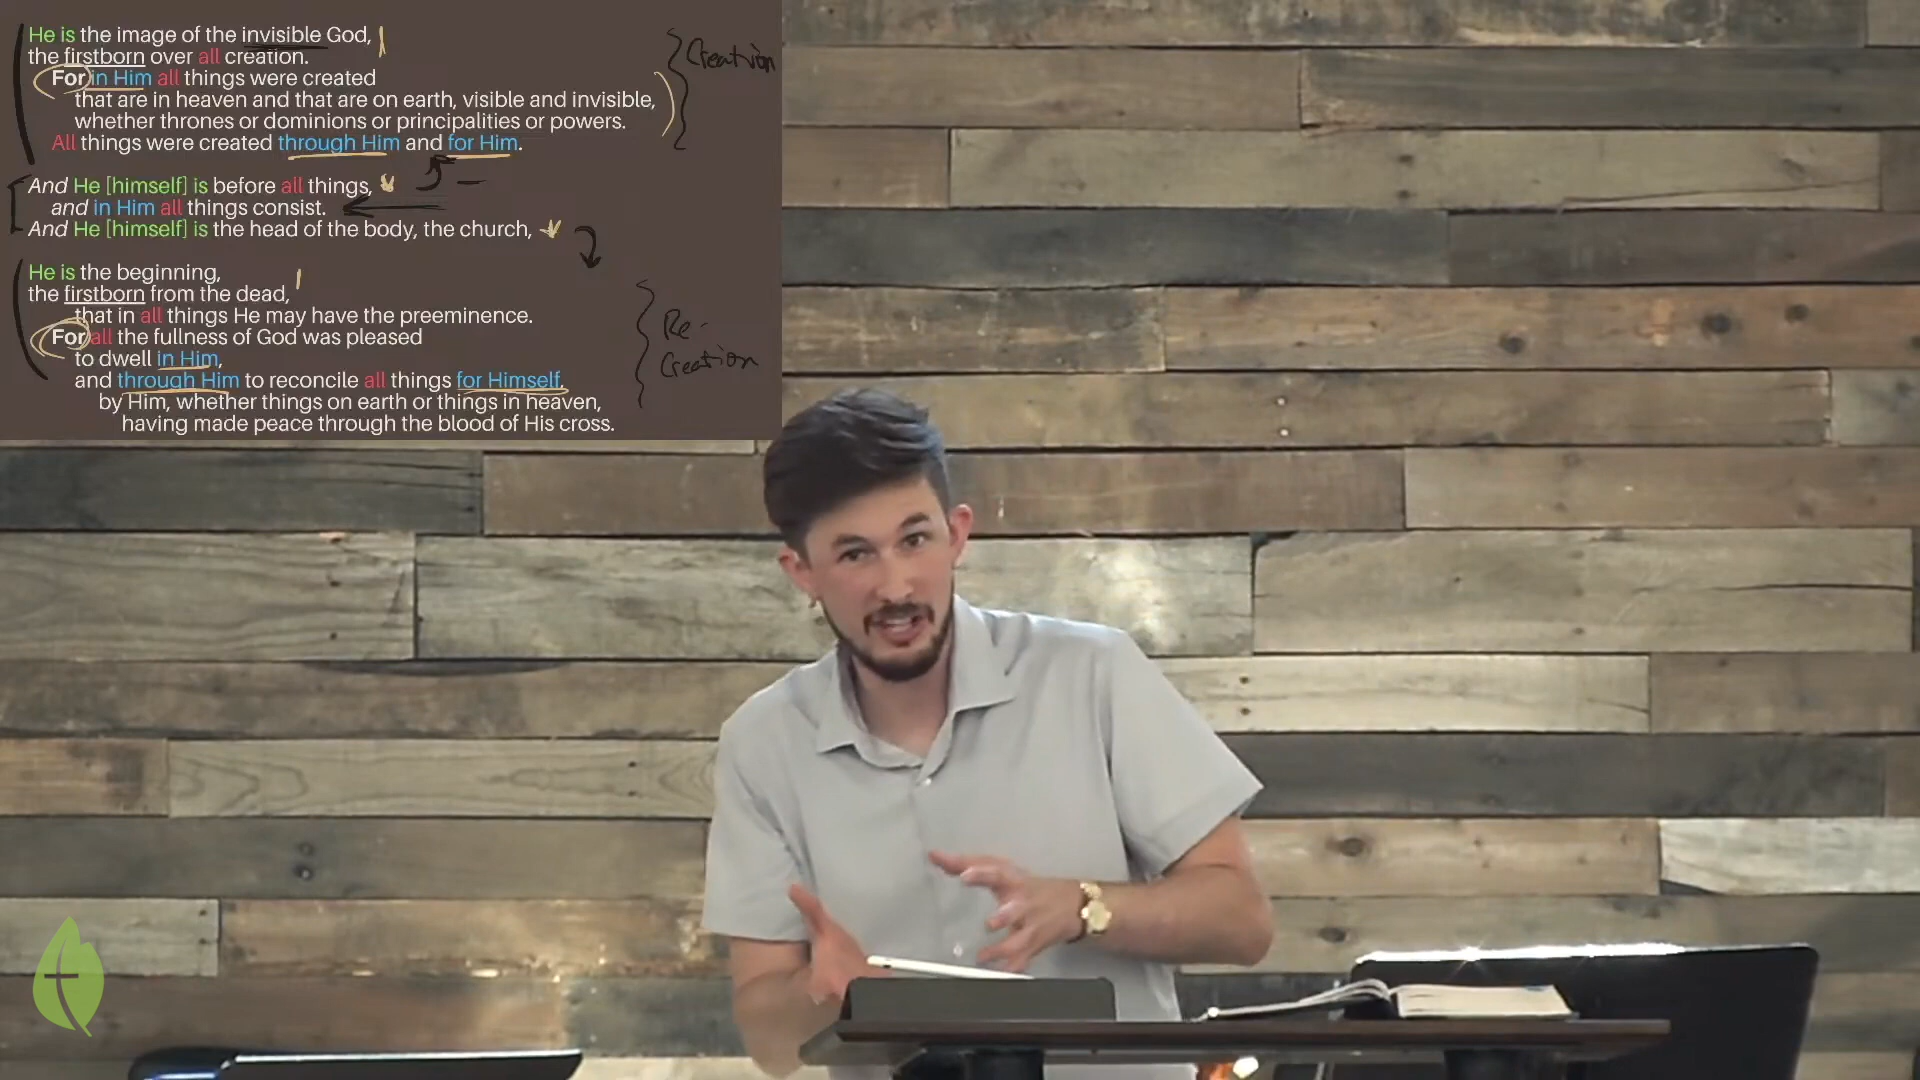 He is the image of the invisible God,
the firstborn over all creation.
For in Him all things were created
that are in heaven and that are on earth, visible and invisible,
whether thrones or dominions or principalities or powers.
All things were created through Him and for Him.
Creation
And He [himself] is before all things,
and in Him all things consist.
And He [himself] is the head of the body, the church,
He is the beginning,
the firstborn from the dead,
that in all things He may have the preeminence.
For all the fullness of God was pleased
to dwell in Him,
and through Him to reconcile all things for Himself,
by Him, whether things on earth or things in heaven,
having made peace through the blood of His cross.
Re-
Creation